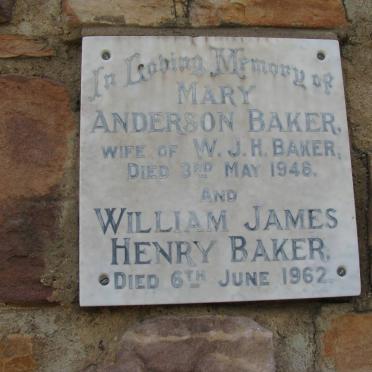 In Loving Memory of
MARY
ANDERSON BAKER,
WIFE OF W. J. H. BAKER,
DIED 3RD MAY 1948.
AND
WILLIAM JAMES
HENRY BAKER.
DIED 6TH JUNE 1962.